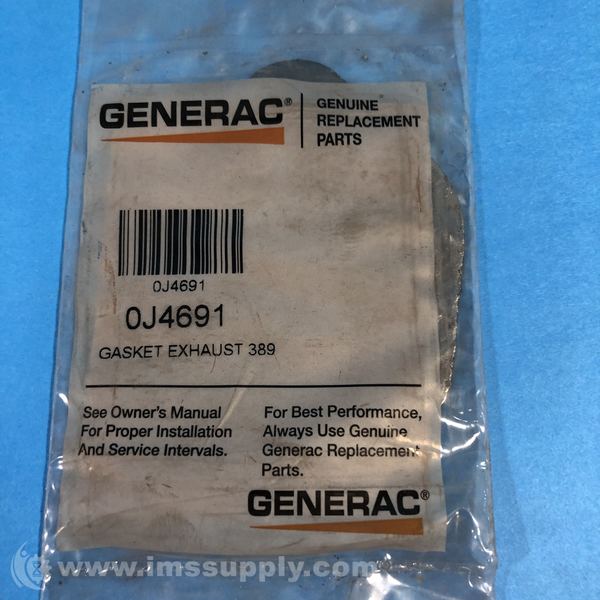 GENERAC®
GENUINE
REPLACEMENT
PARTS
0J4691
0J4691
GASKET EXHAUST 389
See Owner's Manual
For Proper Installation
And Service Intervals.
For Best Performance,
Always Use Genuine
Generac Replacement
Parts.
GENERAC®
www.imssupply.com